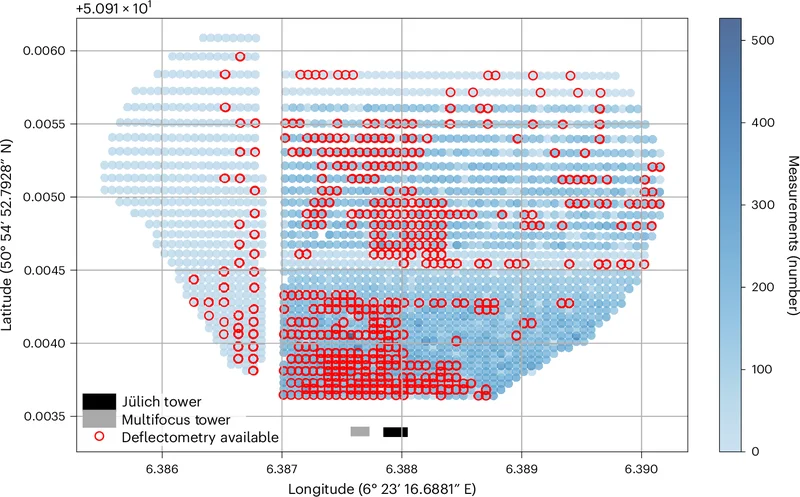 +5.091 × 10¹
0.0060
0.0055
0.0050
0.0045
0.0040
0.0035
Latitude (50° 54′ 52.7928″ N)
Jülich tower
Multifocus tower
Deflectometry available
6.386
6.387
6.388
6.389
6.390
Longitude (6° 23′ 16.6881″ E)
500
400
300
200
100
0
Measurements (number)